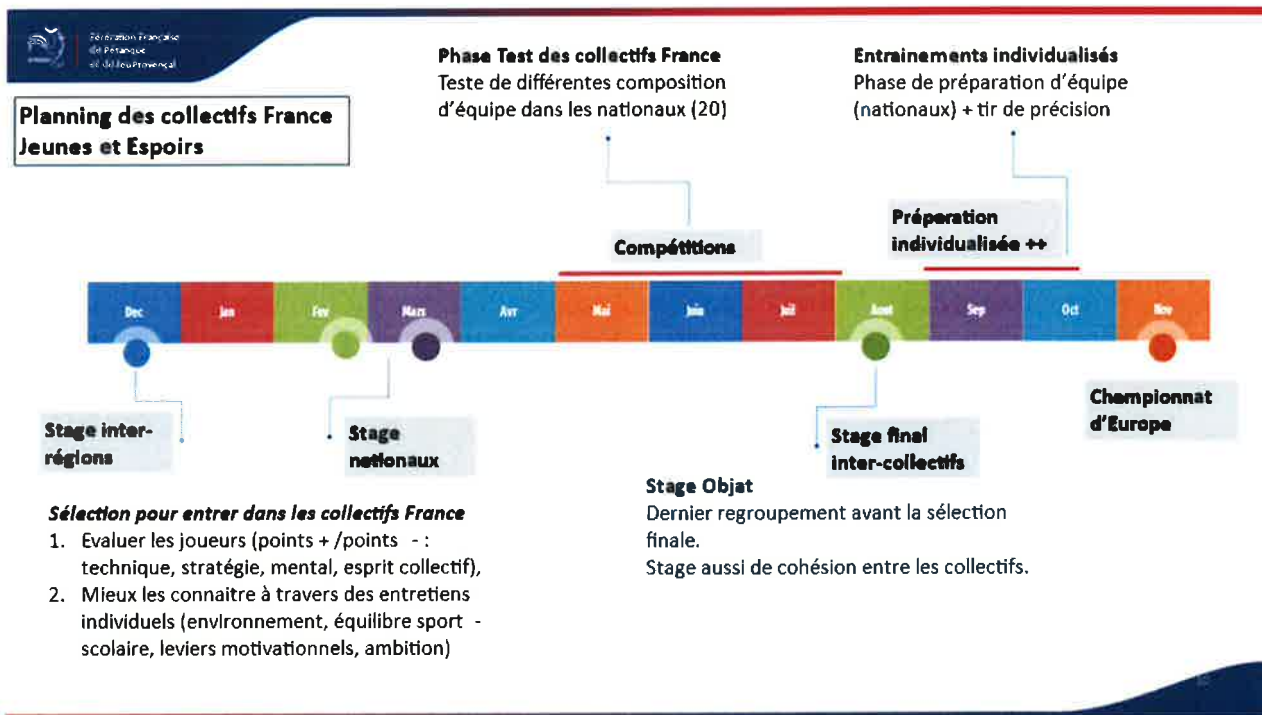 Fédération Française
de Pétanque
et de Jeu Provençal
Planning des collectifs France
Jeunes et Espoirs
Phase Test des collectifs France
Teste de différentes composition
d'équipe dans les nationaux (20)
Entrainements individualisés
Phase de préparation d'équipe
(nationaux) + tir de précision
Compétitions
Préparation
individualisée ++
Dec
Jan
Fev
Mars
Avr
Mai
Juin
Juil
Aout
Sep
Oct
Nov
Stage inter-
régions
Stage
nationaux
Stage final
inter-collectifs
Championnat
d'Europe
Sélection pour entrer dans les collectifs France
1. Evaluer les joueurs (points + /points - :
technique, stratégie, mental, esprit collectif),
2. Mieux les connaitre à travers des entretiens
individuels (environnement, équilibre sport -
scolaire, leviers motivationnels, ambition)
Stage Objat
Dernier regroupement avant la sélection
finale.
Stage aussi de cohésion entre les collectifs.